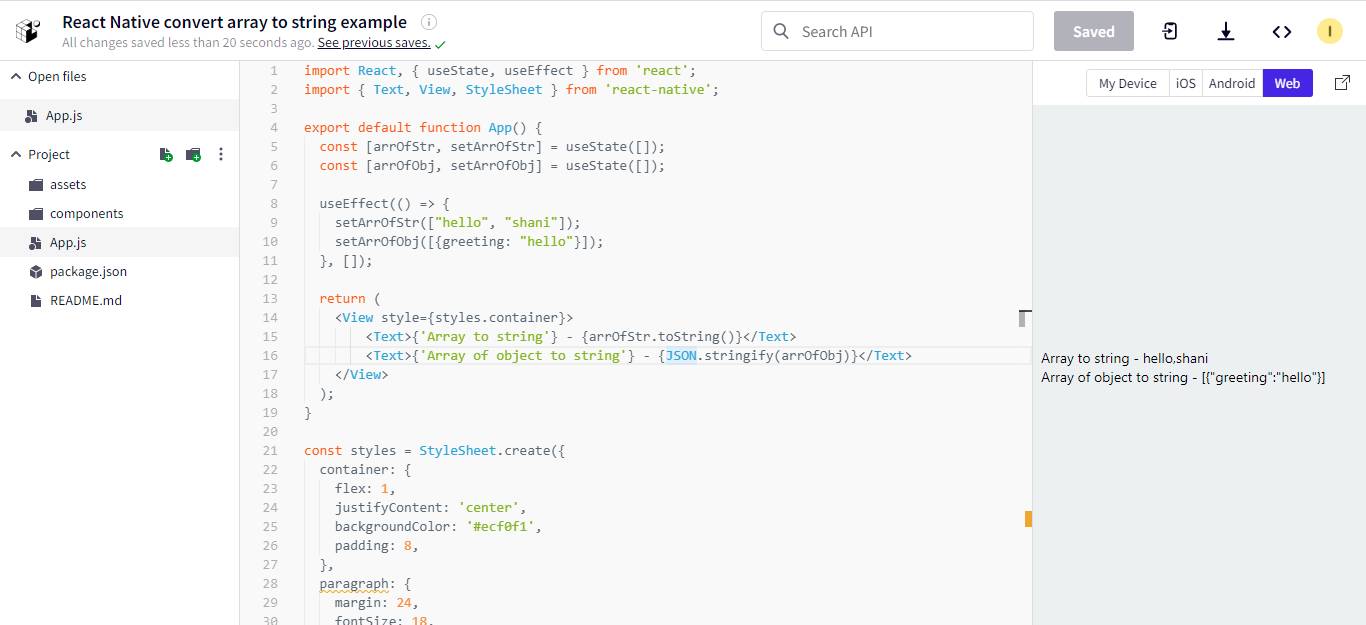 React Native convert array to string example
All changes saved less than 20 seconds ago. See previous saves.
Search API
Saved
I
Open files
App.js
Project
assets
components
App.js
package.json
README.md
1 import React, { useState, useEffect } from 'react';
2 import { Text, View, StyleSheet } from 'react-native';
3
4 export default function App() {
5 const [arrOfStr, setArrOfStr] = useState([]);
6 const [arrOfObj, setArrOfObj] = useState([]);
7
8 useEffect(() => {
9 setArrOfStr(["hello", "shani"]);
10 setArrOfObj([{greeting: "hello"}]);
11 }, []);
12
13 return (
14 <View style={styles.container}>
15 <Text>{'Array to string'} - {arrOfStr.toString()}</Text>
16 <Text>{'Array of object to string'} - {JSON.stringify(arrOfObj)}</Text>
17 </View>
18 );
19 }
20
21 const styles = StyleSheet.create({
22 container: {
23 flex: 1,
24 justifyContent: 'center',
25 backgroundColor: '#ecf0f1',
26 padding: 8,
27 },
28 paragraph: {
29 margin: 24,
30 fontSize: 18,
My Device iOS Android Web
Array to string - hello,shani
Array of object to string - [{"greeting":"hello"}]